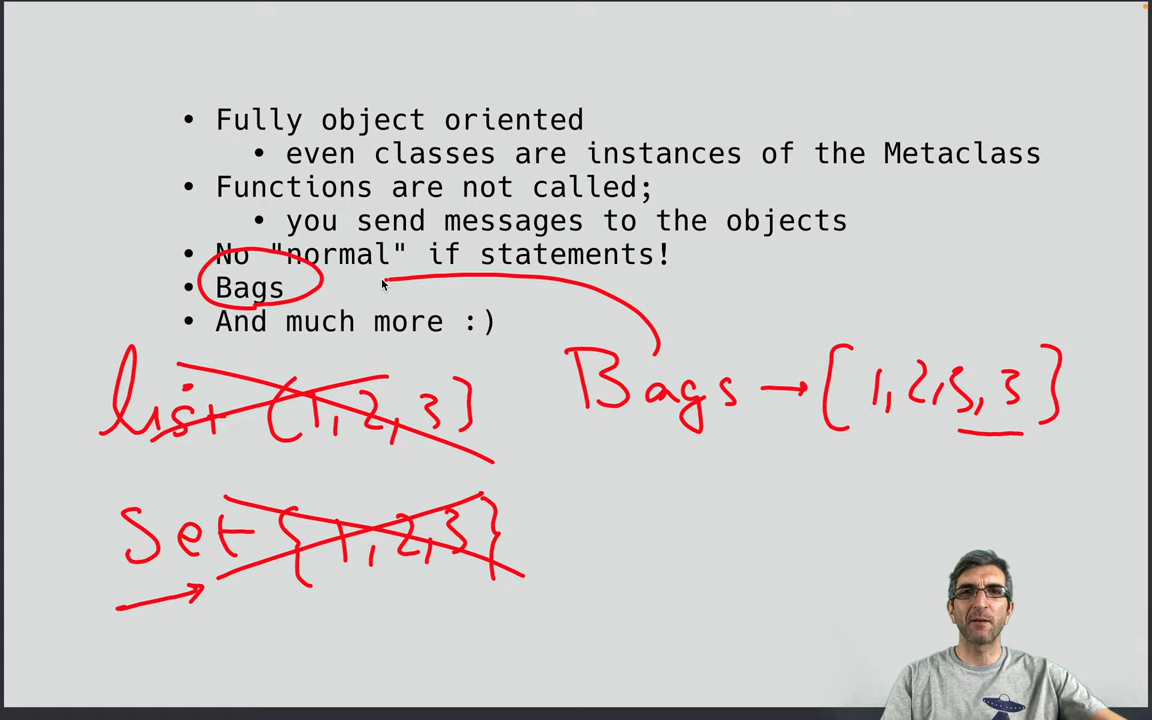 • Fully object oriented
• even classes are instances of the Metaclass
• Functions are not called;
• you send messages to the objects
• No "normal" if statements!
• Bags
• And much more :)
list [1, 2, 3]
Bags → [1, 2, 3, 3]
Set {1, 2, 3}